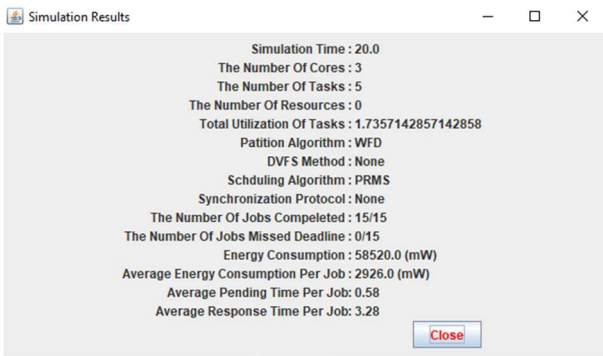 Simulation Results
Simulation Time : 20.0
The Number Of Cores : 3
The Number Of Tasks : 5
The Number Of Resources : 0
Total Utilization Of Tasks : 1.7357142857142858
Patition Algorithm : WFD
DVFS Method : None
Schduling Algorithm : PRMS
Synchronization Protocol : None
The Number Of Jobs Compeleted : 15/15
The Number Of Jobs Missed Deadline : 0/15
Energy Consumption : 58520.0 (mW)
Average Energy Consumption Per Job : 2926.0 (mW)
Average Pending Time Per Job: 0.58
Average Response Time Per Job: 3.28
Close